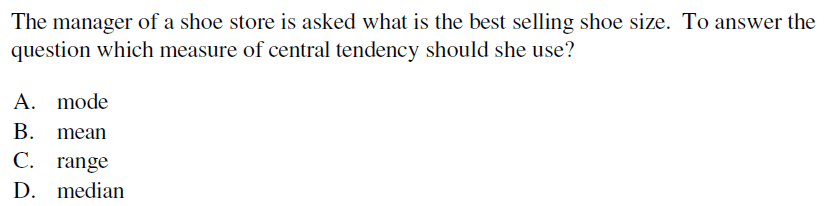 The manager of a shoe store is asked what is the best selling shoe size. To answer the
question which measure of central tendency should she use?
A. mode
B. mean
C. range
D. median